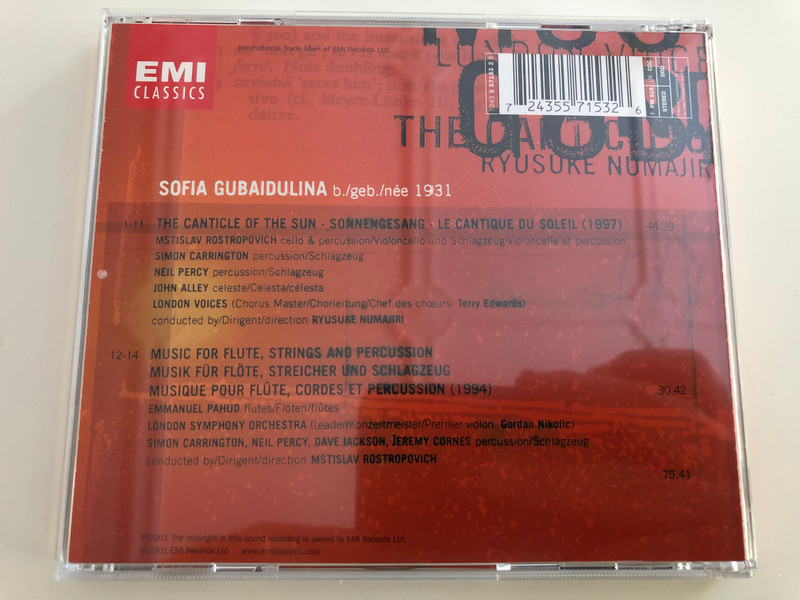 International Trade Mark of EMI Records Ltd.
EMI
CLASSICS
THE CANTICLE
RYUSUKE NUMAJIRI
7 24355 71532 6
CDC
STEREO DDD
SOFIA GUBAIDULINA b./geb./née 1931
1-11 THE CANTICLE OF THE SUN · SONNENGESANG · LE CANTIQUE DU SOLEIL (1997) 44.39
MSTISLAV ROSTROPOVICH cello & percussion/Violoncello und Schlagzeug/violoncelle et percussion
SIMON CARRINGTON percussion/Schlagzeug
NEIL PERCY percussion/Schlagzeug
JOHN ALLEY celeste/Celesta/célesta
LONDON VOICES (Chorus Master/Chorleitung/Chef des chœurs: Terry Edwards)
conducted by/Dirigent/direction RYUSUKE NUMAJIRI
12-14 MUSIC FOR FLUTE, STRINGS AND PERCUSSION
MUSIK FÜR FLÖTE, STREICHER UND SCHLAGZEUG
MUSIQUE POUR FLÛTE, CORDES ET PERCUSSION (1994) 30.42
EMMANUEL PAHUD flutes/Flöten/flûtes
LONDON SYMPHONY ORCHESTRA (Leader/Konzertmeister/Premier violon: Gordan Nikolic)
SIMON CARRINGTON, NEIL PERCY, DAVE JACKSON, JEREMY CORNES percussion/Schlagzeug
conducted by/Dirigent/direction MSTISLAV ROSTROPOVICH
75.41
℗ 2001 The copyright in this sound recording is owned by EMI Records Ltd.
© 2001 EMI Records Ltd www.emiclassics.com